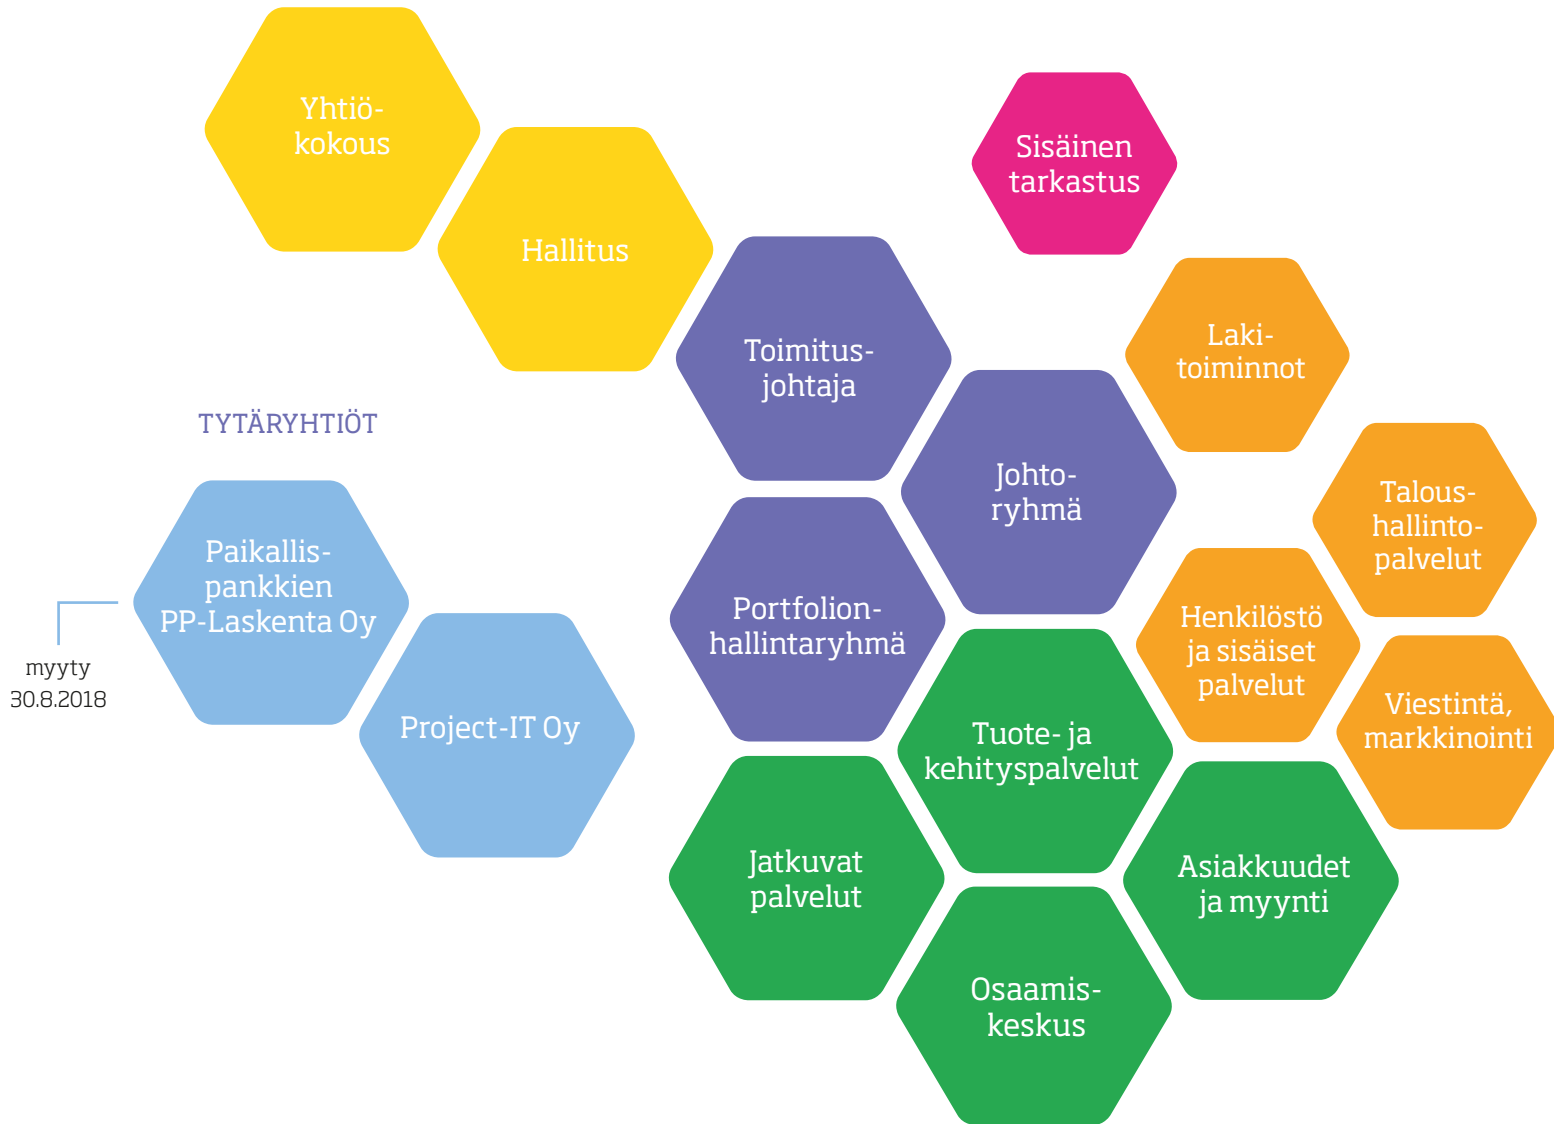 Yhtiö-
kokous
Hallitus
Sisäinen
tarkastus
Toimitus-
johtaja
Laki-
toiminnot
Johto-
ryhmä
Talous-
hallinto-
palvelut
Portfolion-
hallintaryhmä
Henkilöstö
ja sisäiset
palvelut
Viestintä,
markkinointi
Tuote- ja
kehityspalvelut
Jatkuvat
palvelut
Asiakkuudet
ja myynti
Osaamis-
keskus
TYTÄRYHTIÖT
Paikallis-
pankkien
PP-Laskenta Oy
myyty
30.8.2018
Project-IT Oy